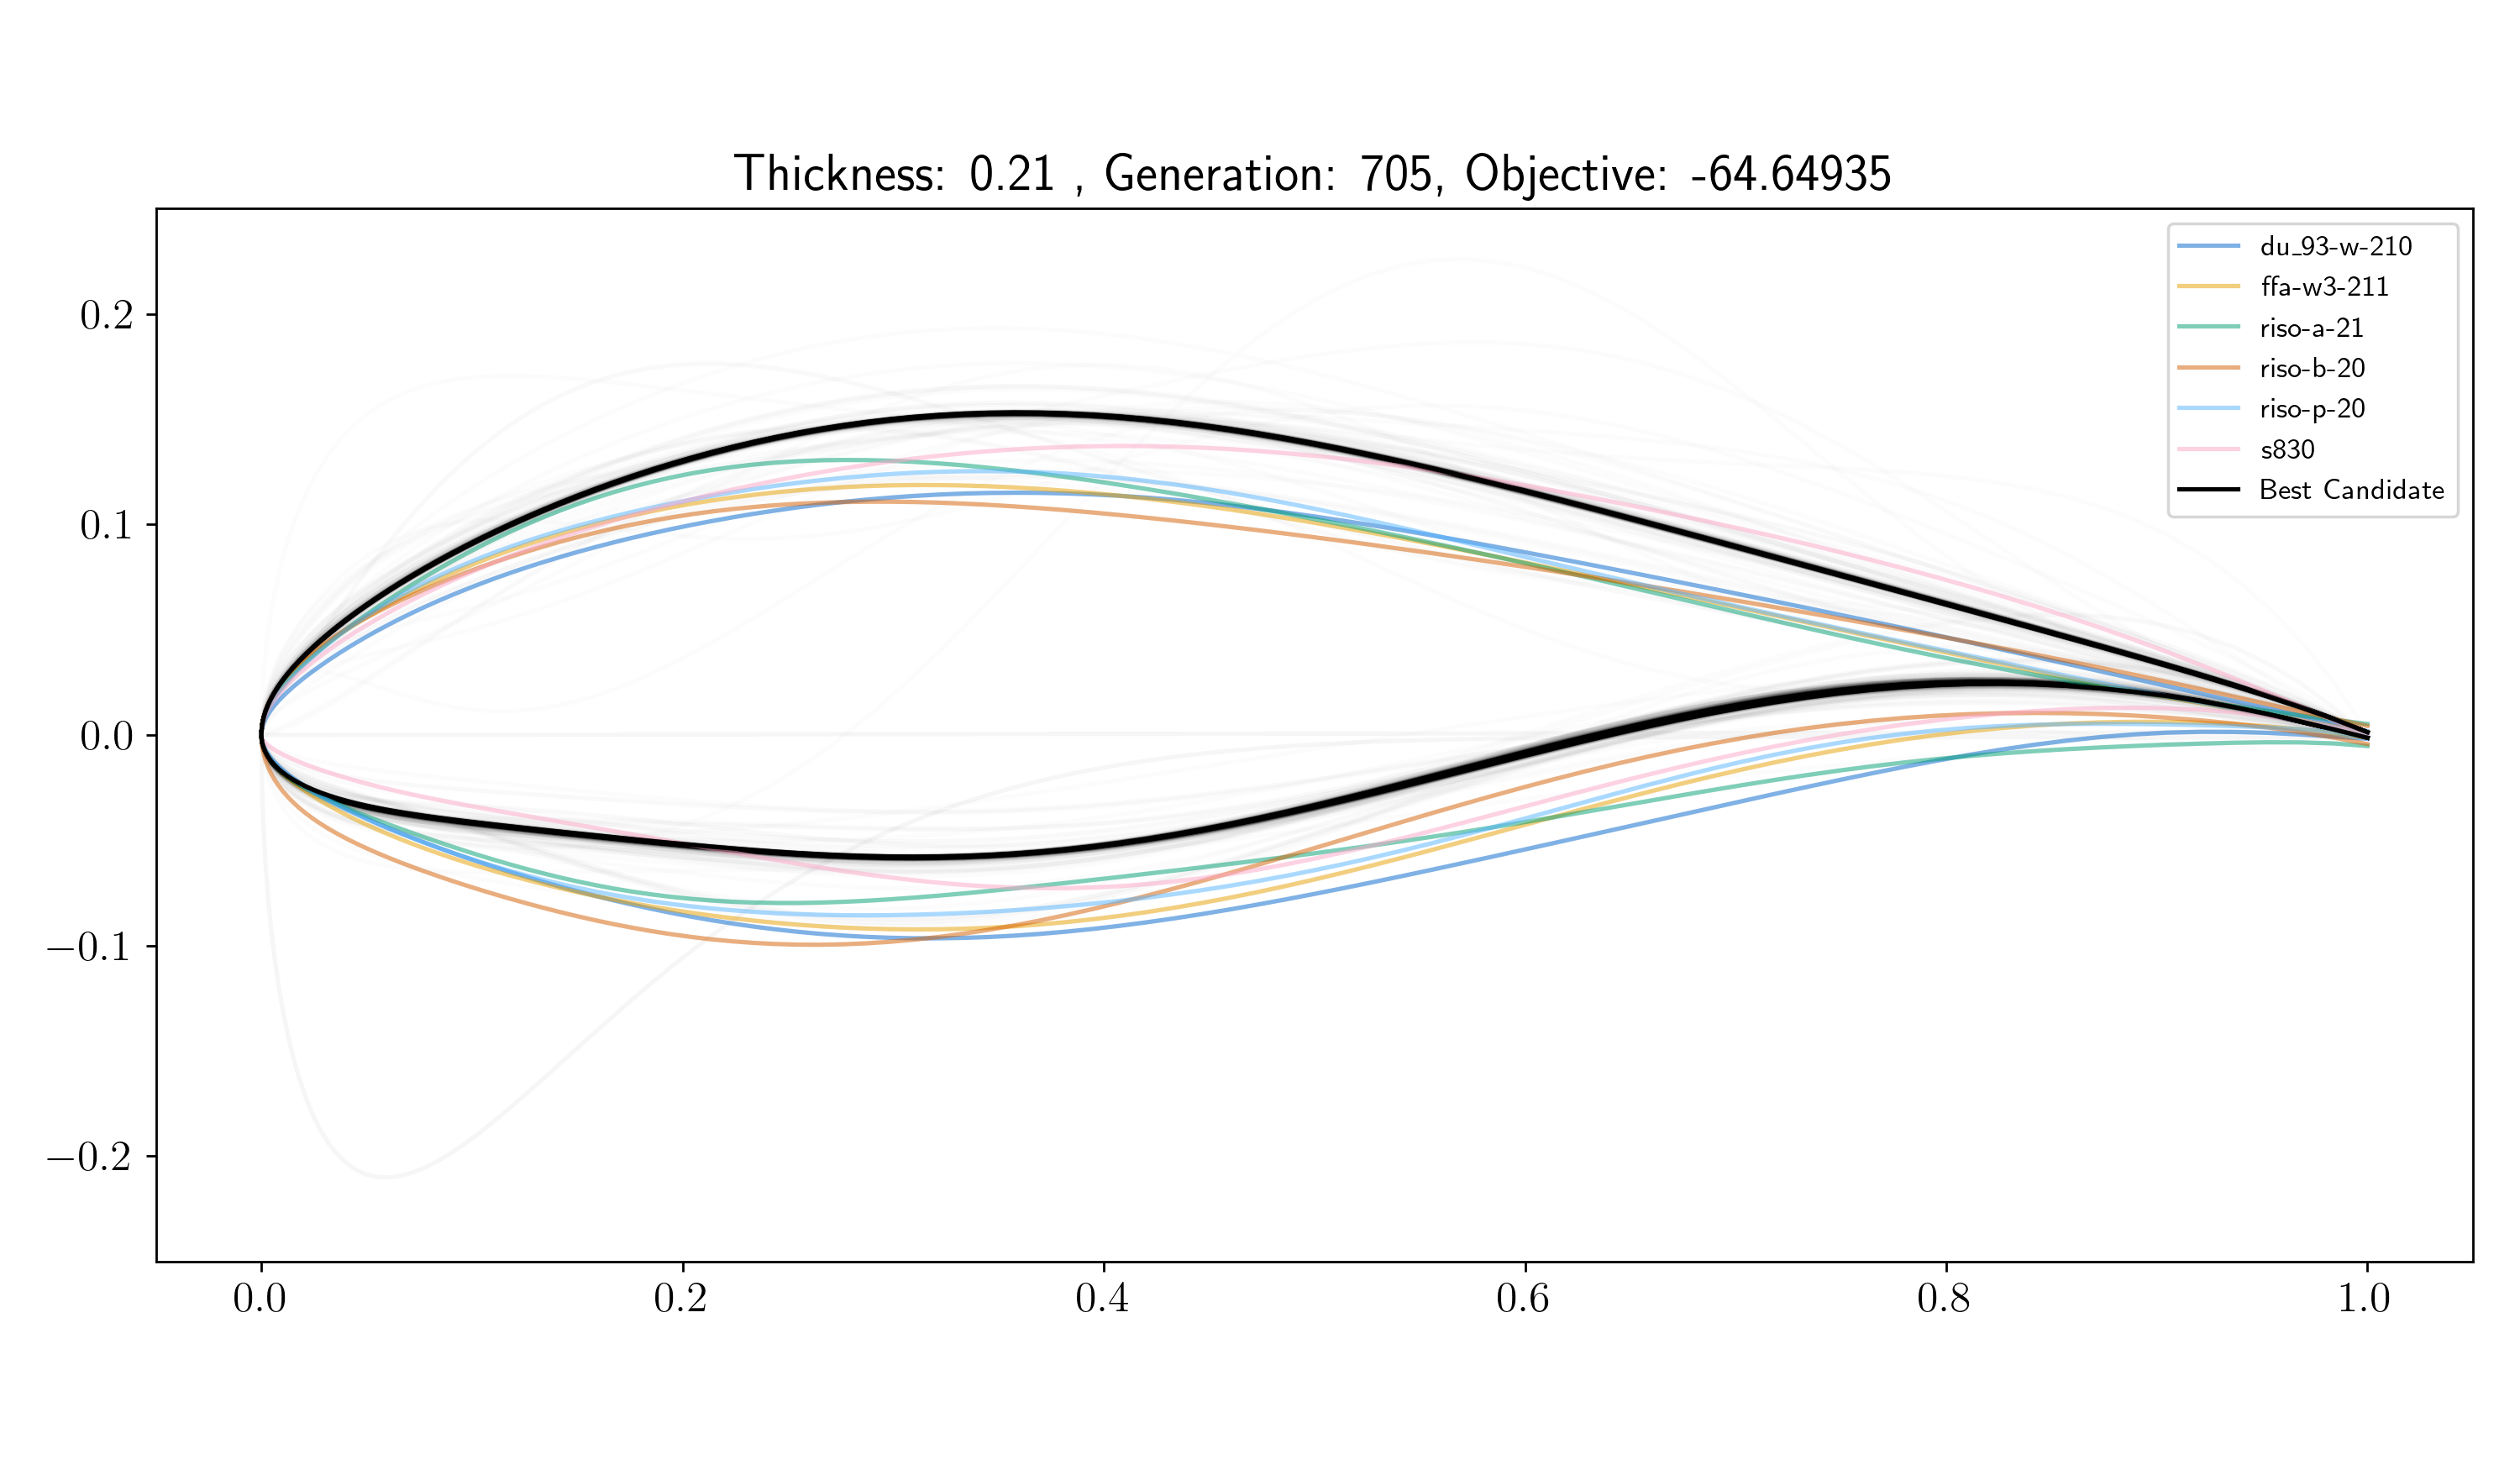 Thickness: 0.21 , Generation: 705, Objective: -64.64935
du_93-w-210
ffa-w3-211
riso-a-21
riso-b-20
riso-p-20
s830
Best Candidate
0.2
0.1
0.0
−0.1
−0.2
0.0 0.2 0.4 0.6 0.8 1.0